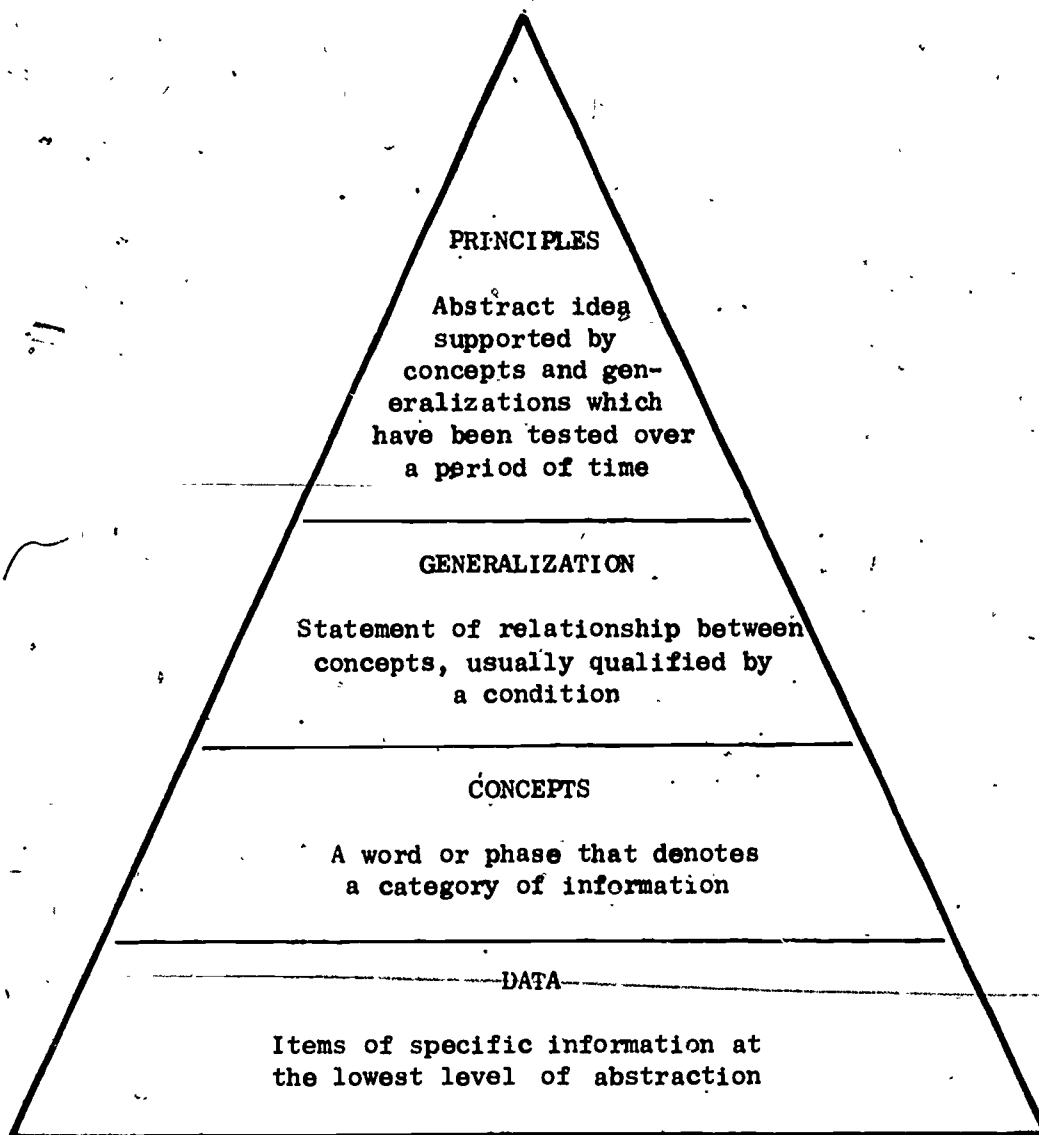 PRINCIPLES
Abstract idea
supported by
concepts and gen-
eralizations which
have been tested over
a period of time
GENERALIZATION
Statement of relationship between
concepts, usually qualified by
a condition
CONCEPTS
A word or phase that denotes
a category of information
DATA
Items of specific information at
the lowest level of abstraction